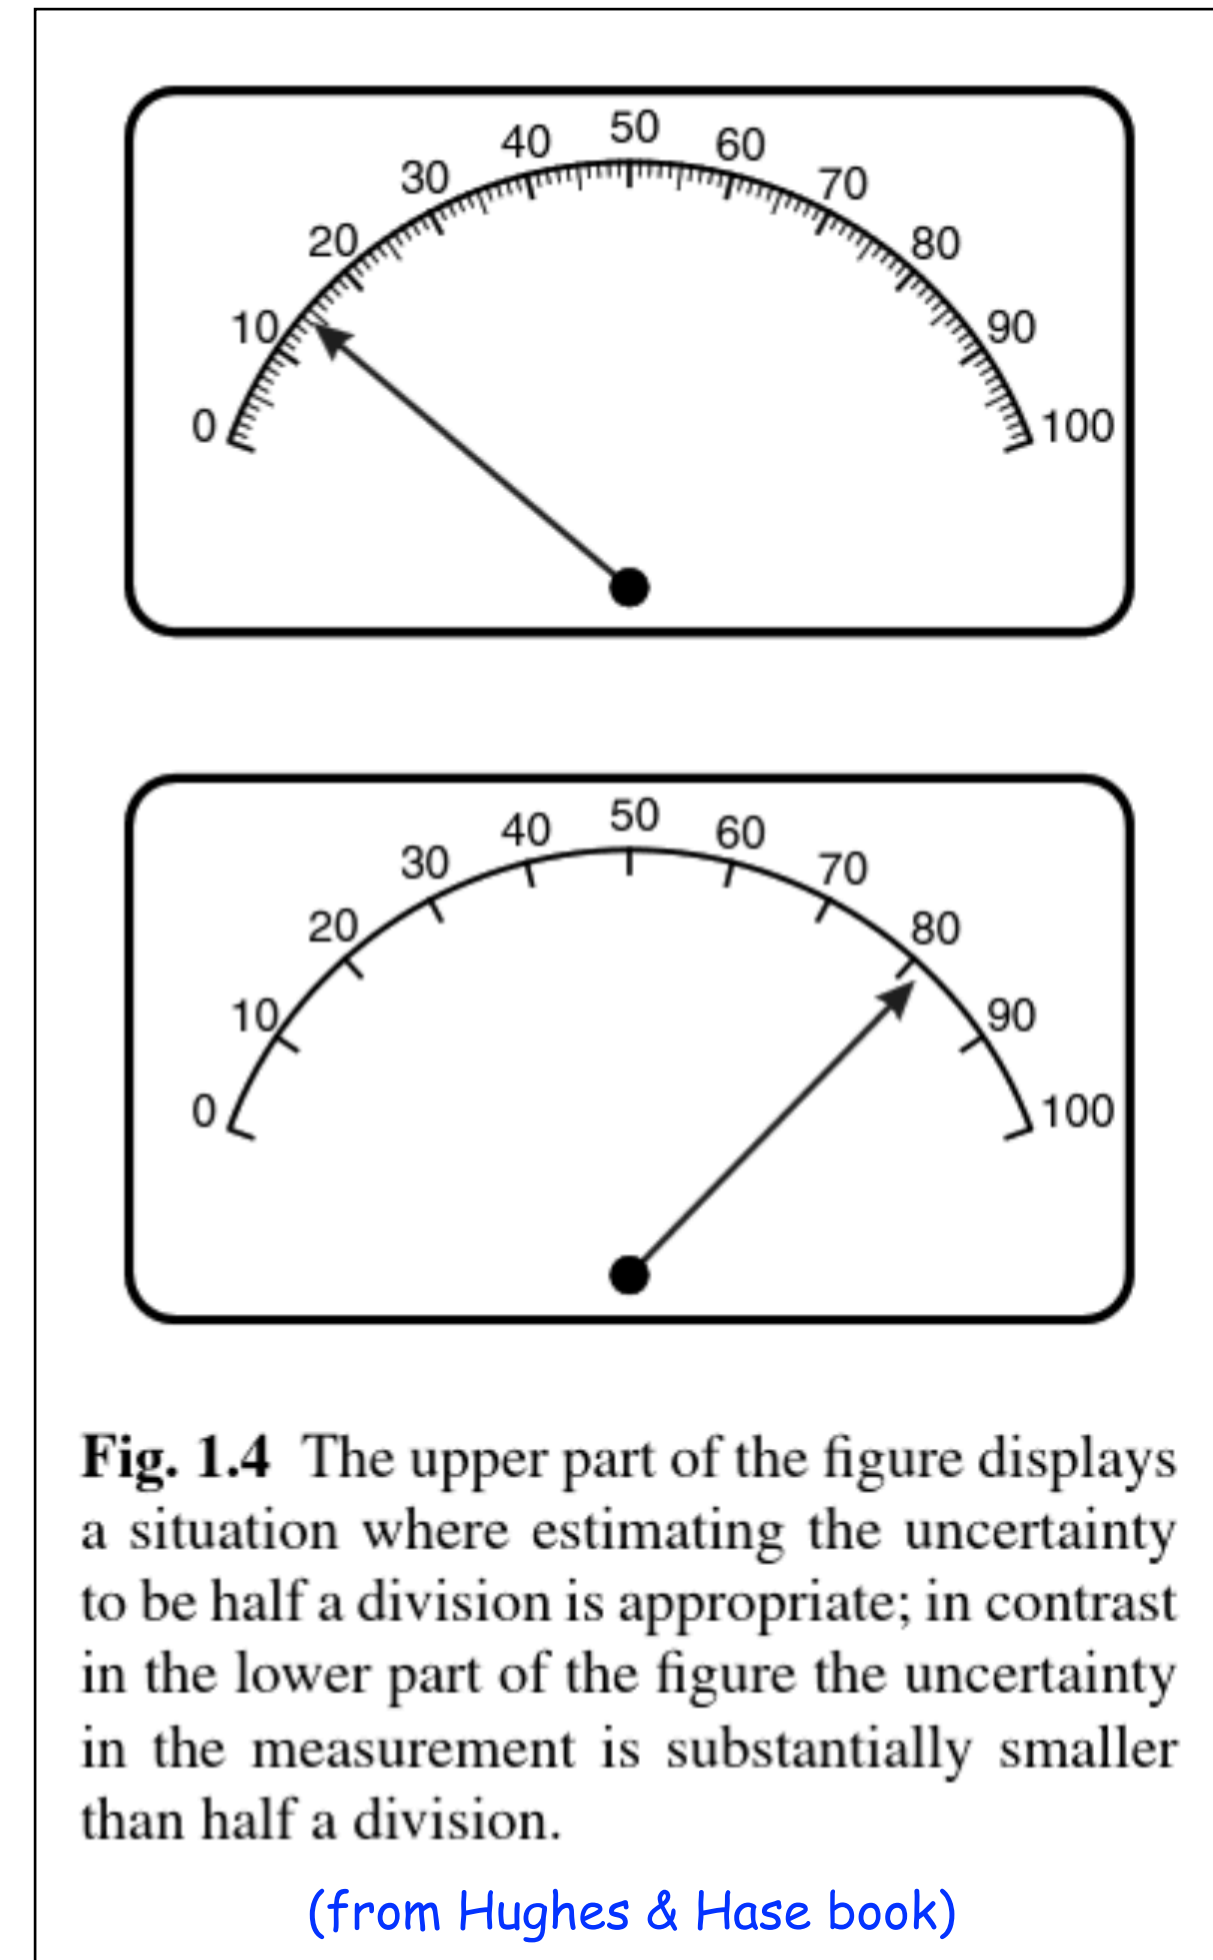 50
40 60
30 70
20 80
10 90
0 100
50
40 60
30 70
20 80
10 90
0 100
Fig. 1.4 The upper part of the figure displays
a situation where estimating the uncertainty
to be half a division is appropriate; in contrast
in the lower part of the figure the uncertainty
in the measurement is substantially smaller
than half a division.
(from Hughes & Hase book)